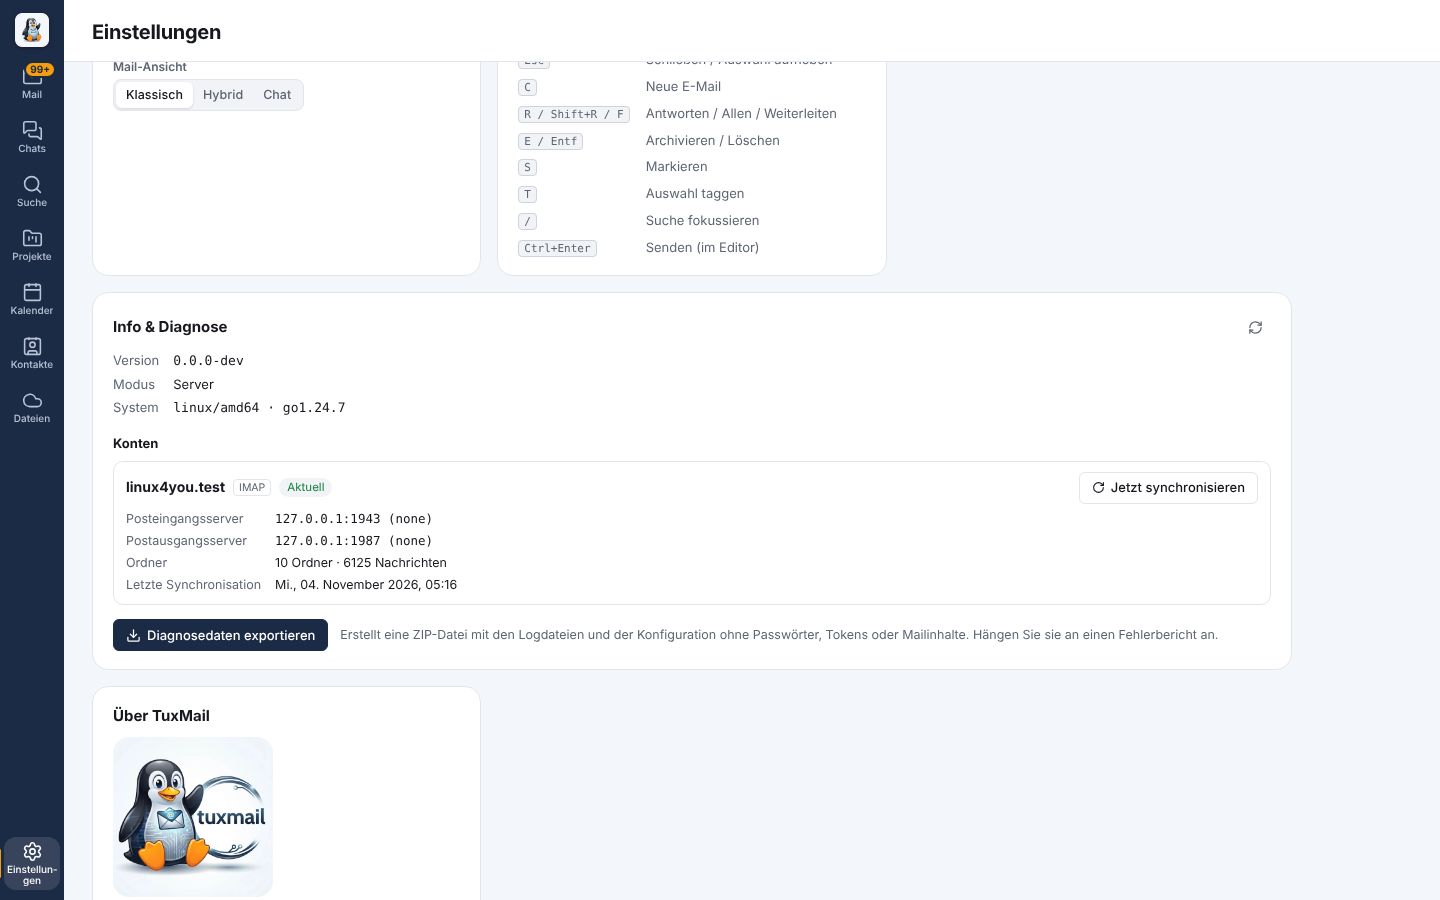 Einstellungen
99+
Mail
Chats
Suche
Projekte
Kalender
Kontakte
Dateien
Einstellun-
gen
Mail-Ansicht
Klassisch Hybrid Chat
Esc Schließen / Auswahl aufheben
C Neue E-Mail
R / Shift+R / F Antworten / Allen / Weiterleiten
E / Entf Archivieren / Löschen
S Markieren
T Auswahl taggen
/ Suche fokussieren
Ctrl+Enter Senden (im Editor)
Info & Diagnose
Version 0.0.0-dev
Modus Server
System linux/amd64 · go1.24.7
Konten
linux4you.test IMAP Aktuell Jetzt synchronisieren
Posteingangsserver 127.0.0.1:1943 (none)
Postausgangsserver 127.0.0.1:1987 (none)
Ordner 10 Ordner · 6125 Nachrichten
Letzte Synchronisation Mi., 04. November 2026, 05:16
Diagnosedaten exportieren Erstellt eine ZIP-Datei mit den Logdateien und der Konfiguration ohne Passwörter, Tokens oder Mailinhalte. Hängen Sie sie an einen Fehlerbericht an.
Über TuxMail
tuxmail